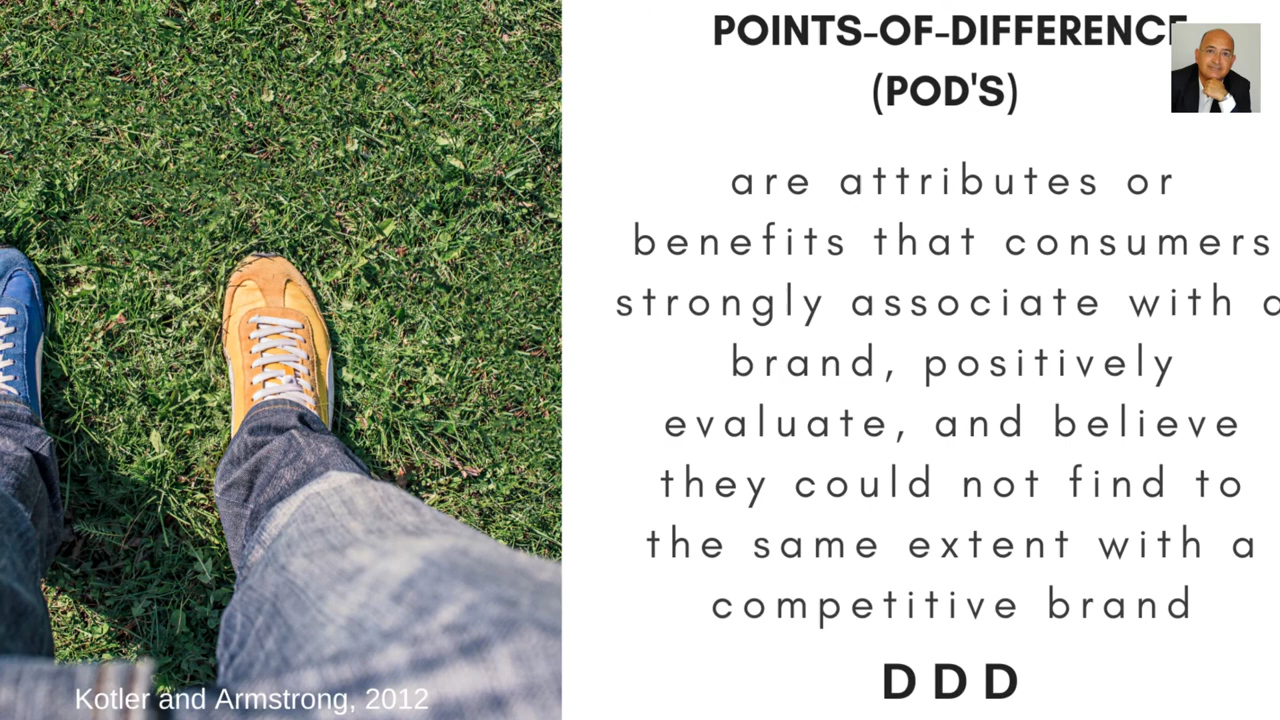 POINTS-OF-DIFFERENCE
(POD'S)
are attributes or
benefits that consumers
strongly associate with a
brand, positively
evaluate, and believe
they could not find to
the same extent with a
competitive brand
D D D
Kotler and Armstrong, 2012